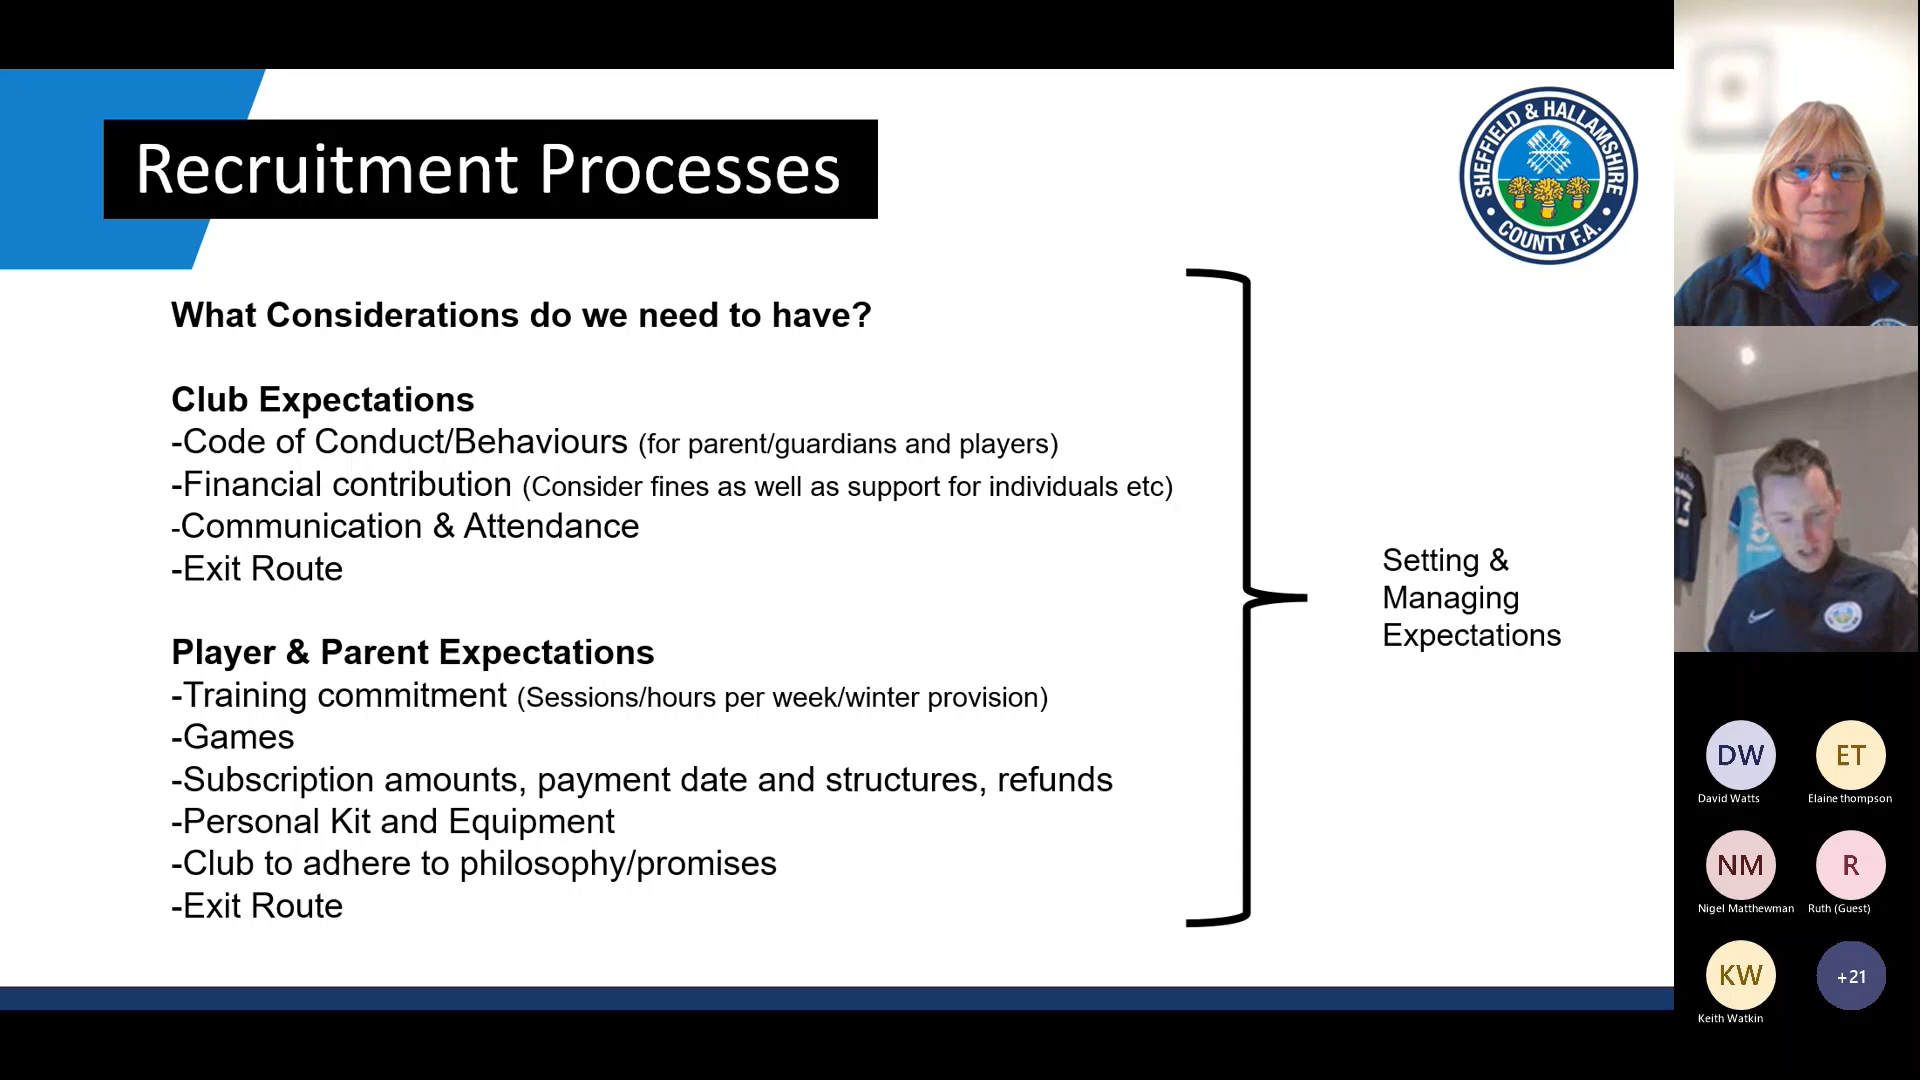 Recruitment Processes
SHEFFIELD & HALLAMSHIRE
COUNTY F.A.
What Considerations do we need to have?
Club Expectations
-Code of Conduct/Behaviours (for parent/guardians and players)
-Financial contribution (Consider fines as well as support for individuals etc)
-Communication & Attendance
-Exit Route
Player & Parent Expectations
-Training commitment (Sessions/hours per week/winter provision)
-Games
-Subscription amounts, payment date and structures, refunds
-Personal Kit and Equipment
-Club to adhere to philosophy/promises
-Exit Route
Setting &
Managing
Expectations
DW
ET
David Watts
Elaine thompson
NM
R
Nigel Matthewman
Ruth (Guest)
KW
+21
Keith Watkin